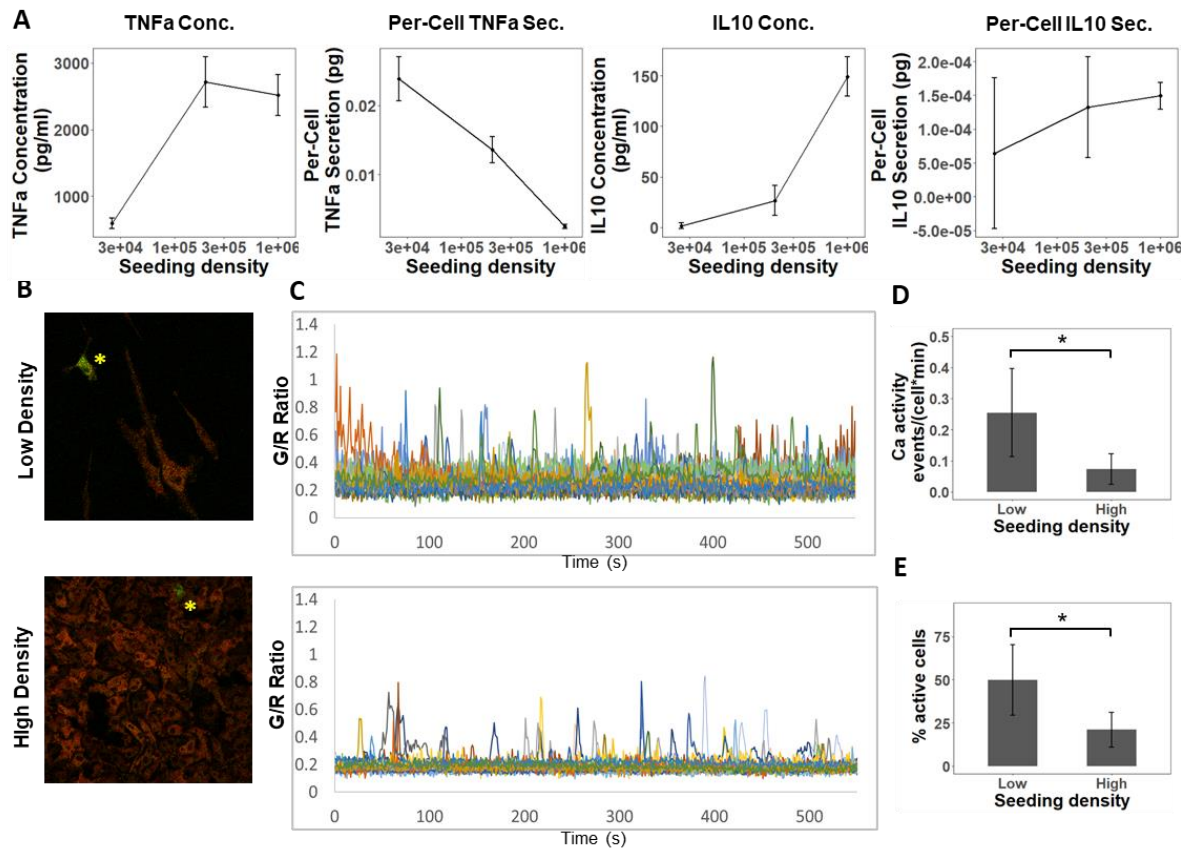 A
TNFa Conc.
Per-Cell TNFa Sec.
IL10 Conc.
Per-Cell IL10 Sec.
TNFa Concentration
(pg/ml)
3000
2000
1000
3e+04 1e+05 3e+05 1e+06
Seeding density
Per-Cell
TNFa Secretion (pg)
0.02
0.01
3e+04 1e+05 3e+05 1e+06
Seeding density
IL10 Concentration
(pg/ml)
150
100
50
0
3e+04 1e+05 3e+05 1e+06
Seeding density
Per-Cell
IL10 Secretion (pg)
2.0e-04
1.5e-04
1.0e-04
5.0e-05
0.0e+00
-5.0e-05
3e+04 1e+05 3e+05 1e+06
Seeding density
B
Low Density
*
HIgh Density
*
C
G/R Ratio
1.4
1.2
1
0.8
0.6
0.4
0.2
0
0 100 200 300 400 500
Time (s)
G/R Ratio
1.4
1.2
1
0.8
0.6
0.4
0.2
0
0 100 200 300 400 500
Time (s)
D
Ca activity
events/(cell*min)
0.5
0.4
0.3
0.2
0.1
0.0
*
Low High
Seeding density
E
% active cells
75
50
25
0
*
Low High
Seeding density